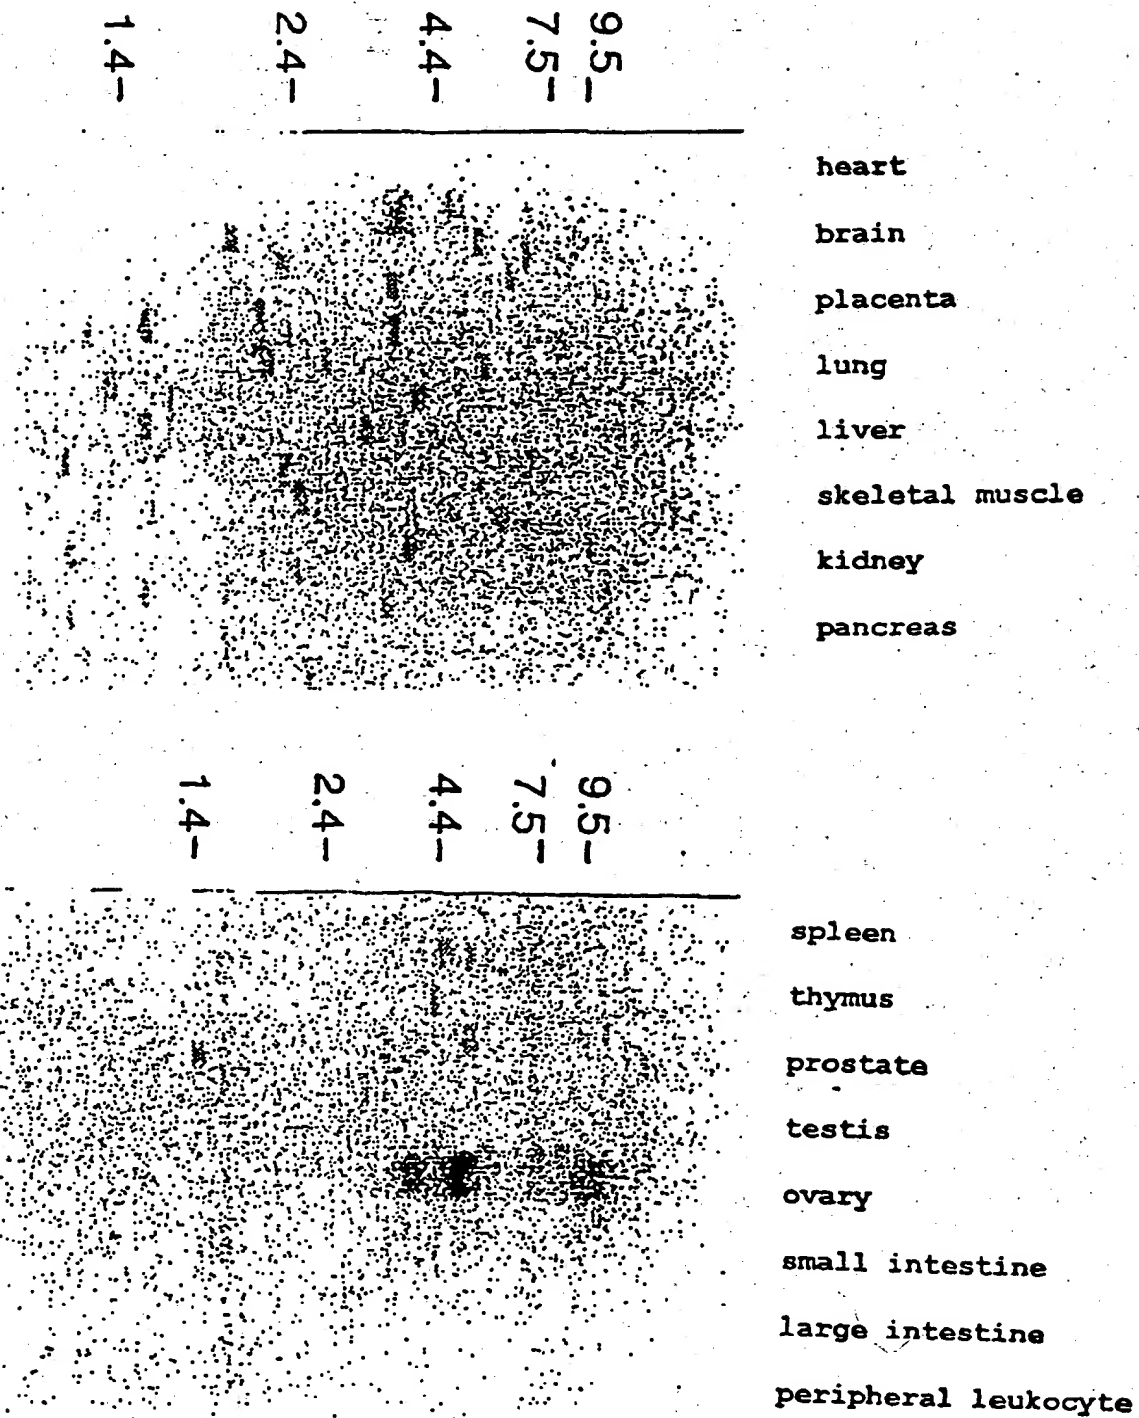 1.4-
2.4-
4.4-
7.5-
9.5-
heart
brain
placenta
lung
liver
skeletal muscle
kidney
pancreas
1.4-
2.4-
4.4-
7.5-
9.5-
spleen
thymus
prostate
testis
ovary
small intestine
large intestine
peripheral leukocyte